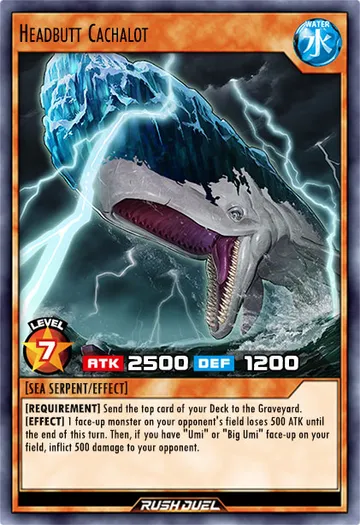 Headbutt Cachalot
WATER
水
LEVEL
7
ATK 2500 DEF 1200
[SEA SERPENT/EFFECT]
[REQUIREMENT] Send the top card of your Deck to the Graveyard.
[EFFECT] 1 face-up monster on your opponent's field loses 500 ATK until
the end of this turn. Then, if you have "Umi" or "Big Umi" face-up on your
field, inflict 500 damage to your opponent.
RUSH DUEL